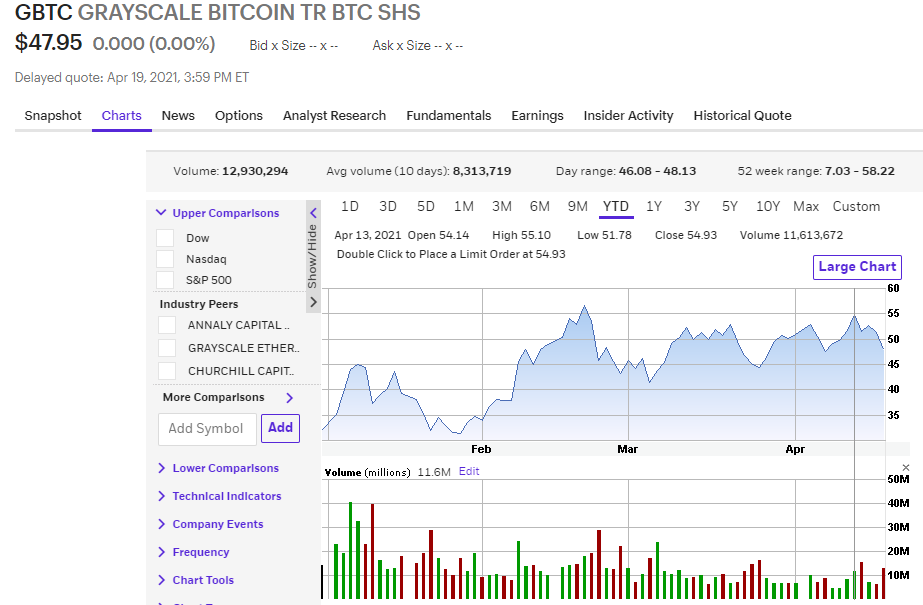 GBTC GRAYSCALE BITCOIN TR BTC SHS
$47.95 0.000 (0.00%) Bid x Size -- x -- Ask x Size -- x --
Delayed quote: Apr 19, 2021, 3:59 PM ET
Snapshot Charts News Options Analyst Research Fundamentals Earnings Insider Activity Historical Quote
Volume: 12,930,294 Avg volume (10 days): 8,313,719 Day range: 46.08 - 48.13 52 week range: 7.03 - 58.22
Upper Comparisons
Dow
Nasdaq
S&P 500
Industry Peers
ANNALY CAPITAL ..
GRAYSCALE ETHER..
CHURCHILL CAPIT..
More Comparisons
Add Symbol Add
Lower Comparisons
Technical Indicators
Company Events
Frequency
Chart Tools
Show/Hide
1D 3D 5D 1M 3M 6M 9M YTD 1Y 3Y 5Y 10Y Max Custom
Apr 13, 2021 Open 54.14 High 55.10 Low 51.78 Close 54.93 Volume 11,613,672
Double Click to Place a Limit Order at 54.93
Large Chart
60
55
50
45
40
35
Feb Mar Apr
Volume (millions) 11.6M Edit
50M
40M
30M
20M
10M